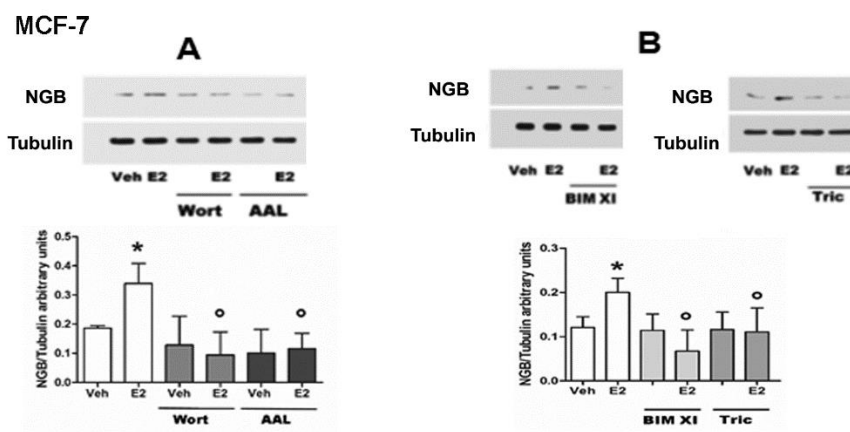 MCF-7
A
NGB
Tubulin
Veh E2 E2 E2
Wort AAL
NGB/Tubulin arbitrary units
0.5
0.4
0.3
0.2
0.1
0.0
*
o o
Veh E2 Veh E2 Veh E2
Wort AAL
B
NGB
Tubulin
Veh E2 E2
BIM XI
NGB
Tubulin
Veh E2 E2
Tric
NGB/Tubulin arbitrary units
0.3
0.2
0.1
0.0
*
o o
Veh E2 E2 E2
BIM XI Tric